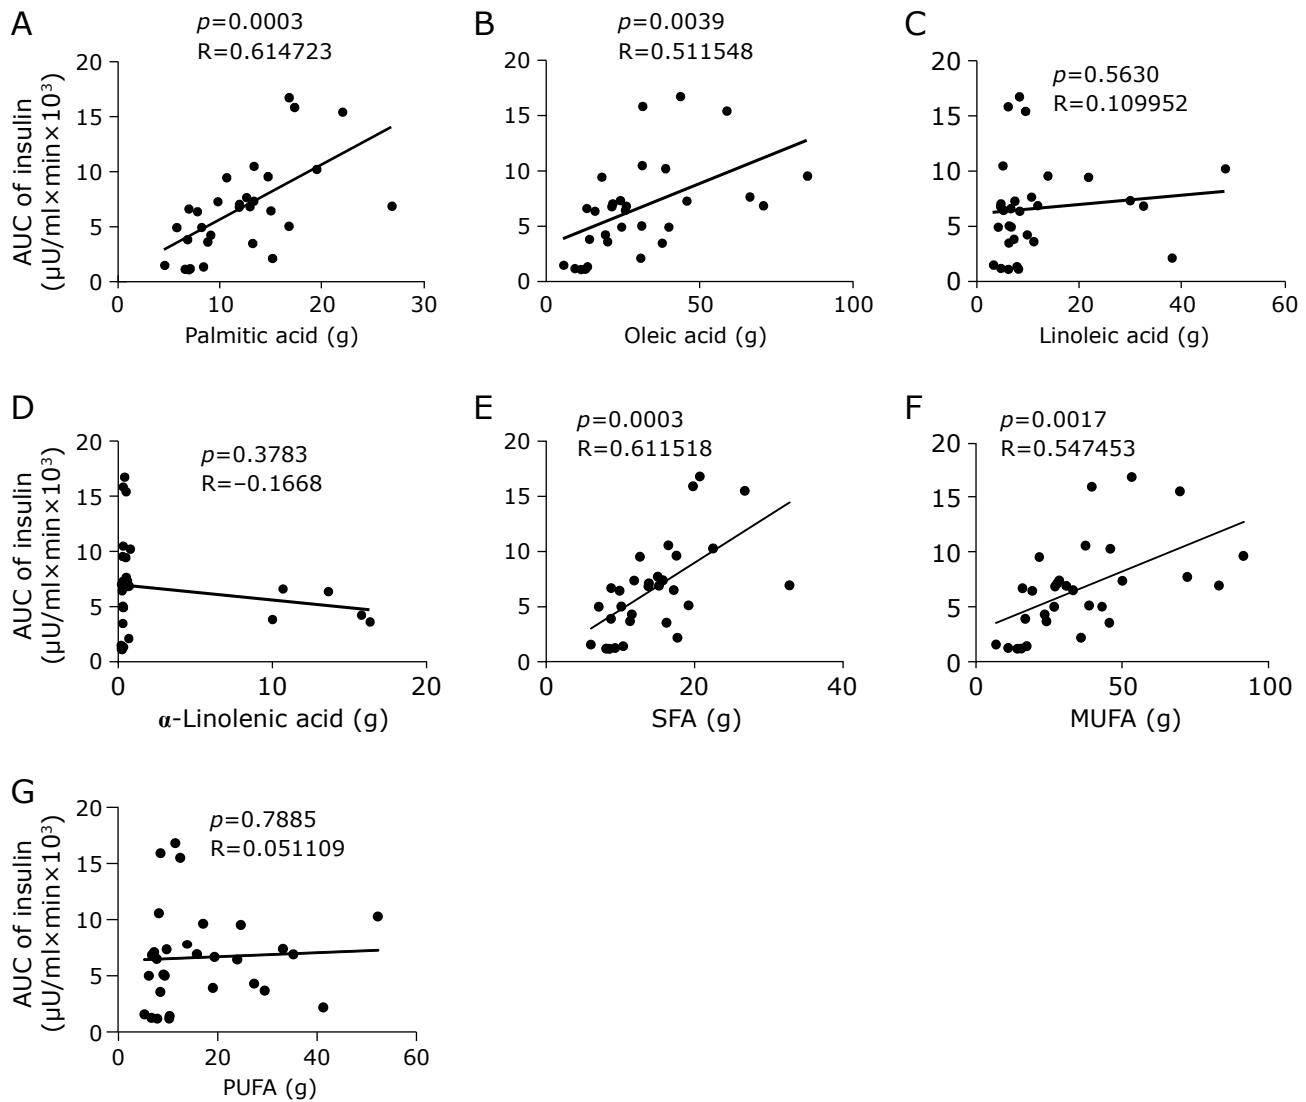 A
p=0.0003
R=0.614723
AUC of insulin
(µU/ml×min×10³)
20
15
10
5
0
0 10 20 30
Palmitic acid (g)
B
p=0.0039
R=0.511548
20
15
10
5
0
0 50 100
Oleic acid (g)
C
p=0.5630
R=0.109952
20
15
10
5
0
0 20 40 60
Linoleic acid (g)
D
p=0.3783
R=−0.1668
AUC of insulin
(µU/ml×min×10³)
20
15
10
5
0
0 10 20
α-Linolenic acid (g)
E
p=0.0003
R=0.611518
20
15
10
5
0
0 20 40
SFA (g)
F
p=0.0017
R=0.547453
20
15
10
5
0
0 50 100
MUFA (g)
G
p=0.7885
R=0.051109
AUC of insulin
(µU/ml×min×10³)
20
15
10
5
0
0 20 40 60
PUFA (g)